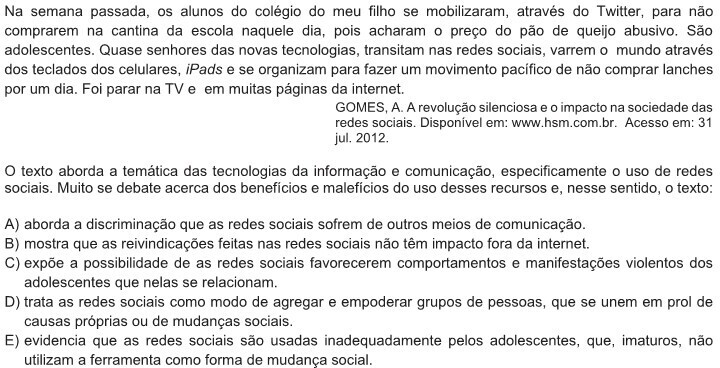 Na semana passada, os alunos do colégio do meu filho se mobilizaram, através do Twitter, para não
comprarem na cantina da escola naquele dia, pois acharam o preço do pão de queijo abusivo. São
adolescentes. Quase senhores das novas tecnologias, transitam nas redes sociais, varrem o mundo através
dos teclados dos celulares, iPads e se organizam para fazer um movimento pacífico de não comprar lanches
por um dia. Foi parar na TV e em muitas páginas da internet.
GOMES, A. A revolução silenciosa e o impacto na sociedade das
redes sociais. Disponível em: www.hsm.com.br. Acesso em: 31
jul. 2012.
O texto aborda a temática das tecnologias da informação e comunicação, especificamente o uso de redes
sociais. Muito se debate acerca dos benefícios e malefícios do uso desses recursos e, nesse sentido, o texto:
A) aborda a discriminação que as redes sociais sofrem de outros meios de comunicação.
B) mostra que as reivindicações feitas nas redes sociais não têm impacto fora da internet.
C) expõe a possibilidade de as redes sociais favorecerem comportamentos e manifestações violentos dos
adolescentes que nelas se relacionam.
D) trata as redes sociais como modo de agregar e empoderar grupos de pessoas, que se unem em prol de
causas próprias ou de mudanças sociais.
E) evidencia que as redes sociais são usadas inadequadamente pelos adolescentes, que, imaturos, não
utilizam a ferramenta como forma de mudança social.